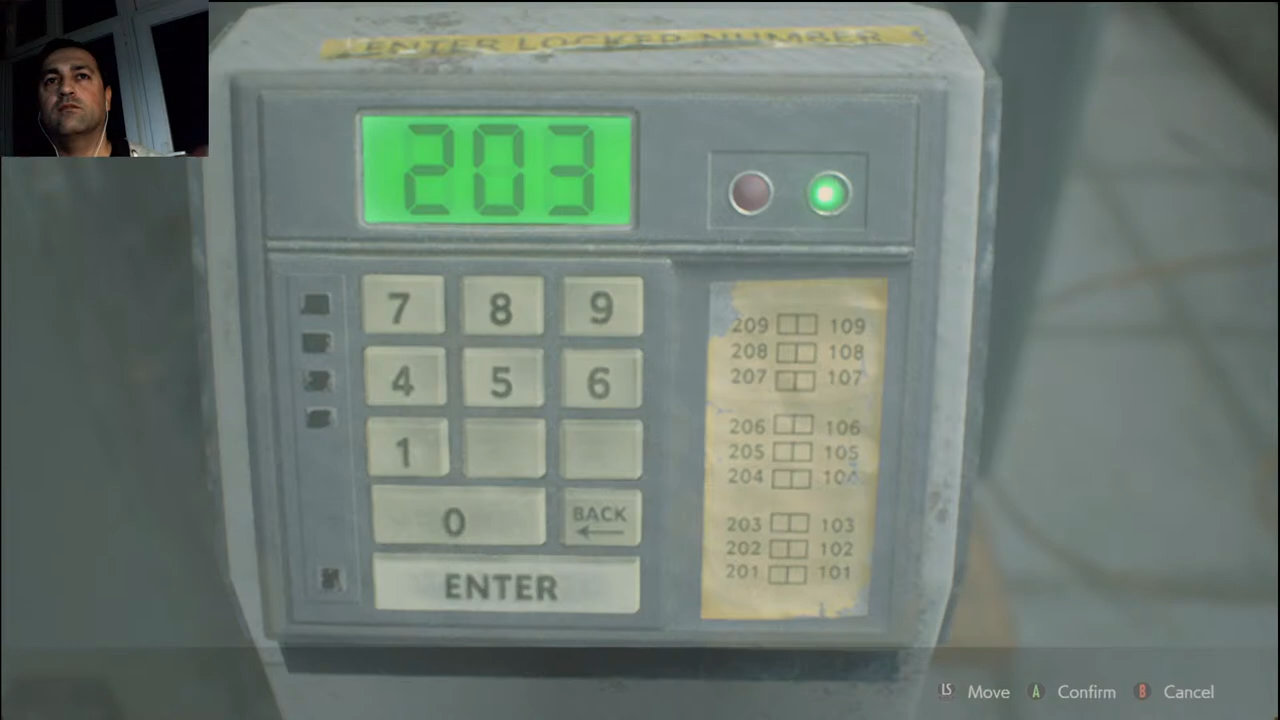 ENTER LOCKER NUMBER
203
7 8 9
4 5 6
1
0 BACK
ENTER
209 109
208 108
207 107
206 106
205 105
204 104
203 103
202 102
201 101
LS Move A Confirm B Cancel